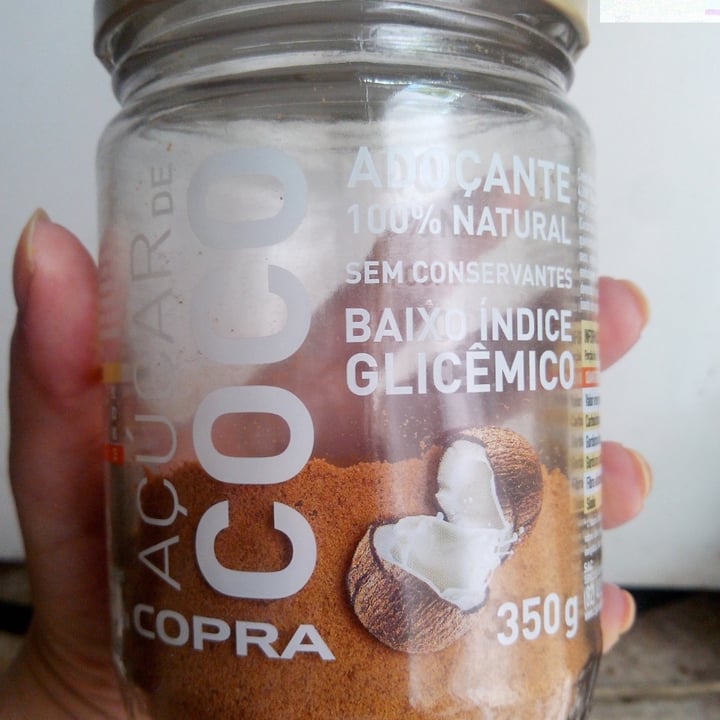 AÇÚCAR DE
COCO
COPRA
ADOÇANTE
100% NATURAL
SEM CONSERVANTES
BAIXO ÍNDICE
GLICÊMICO
350g